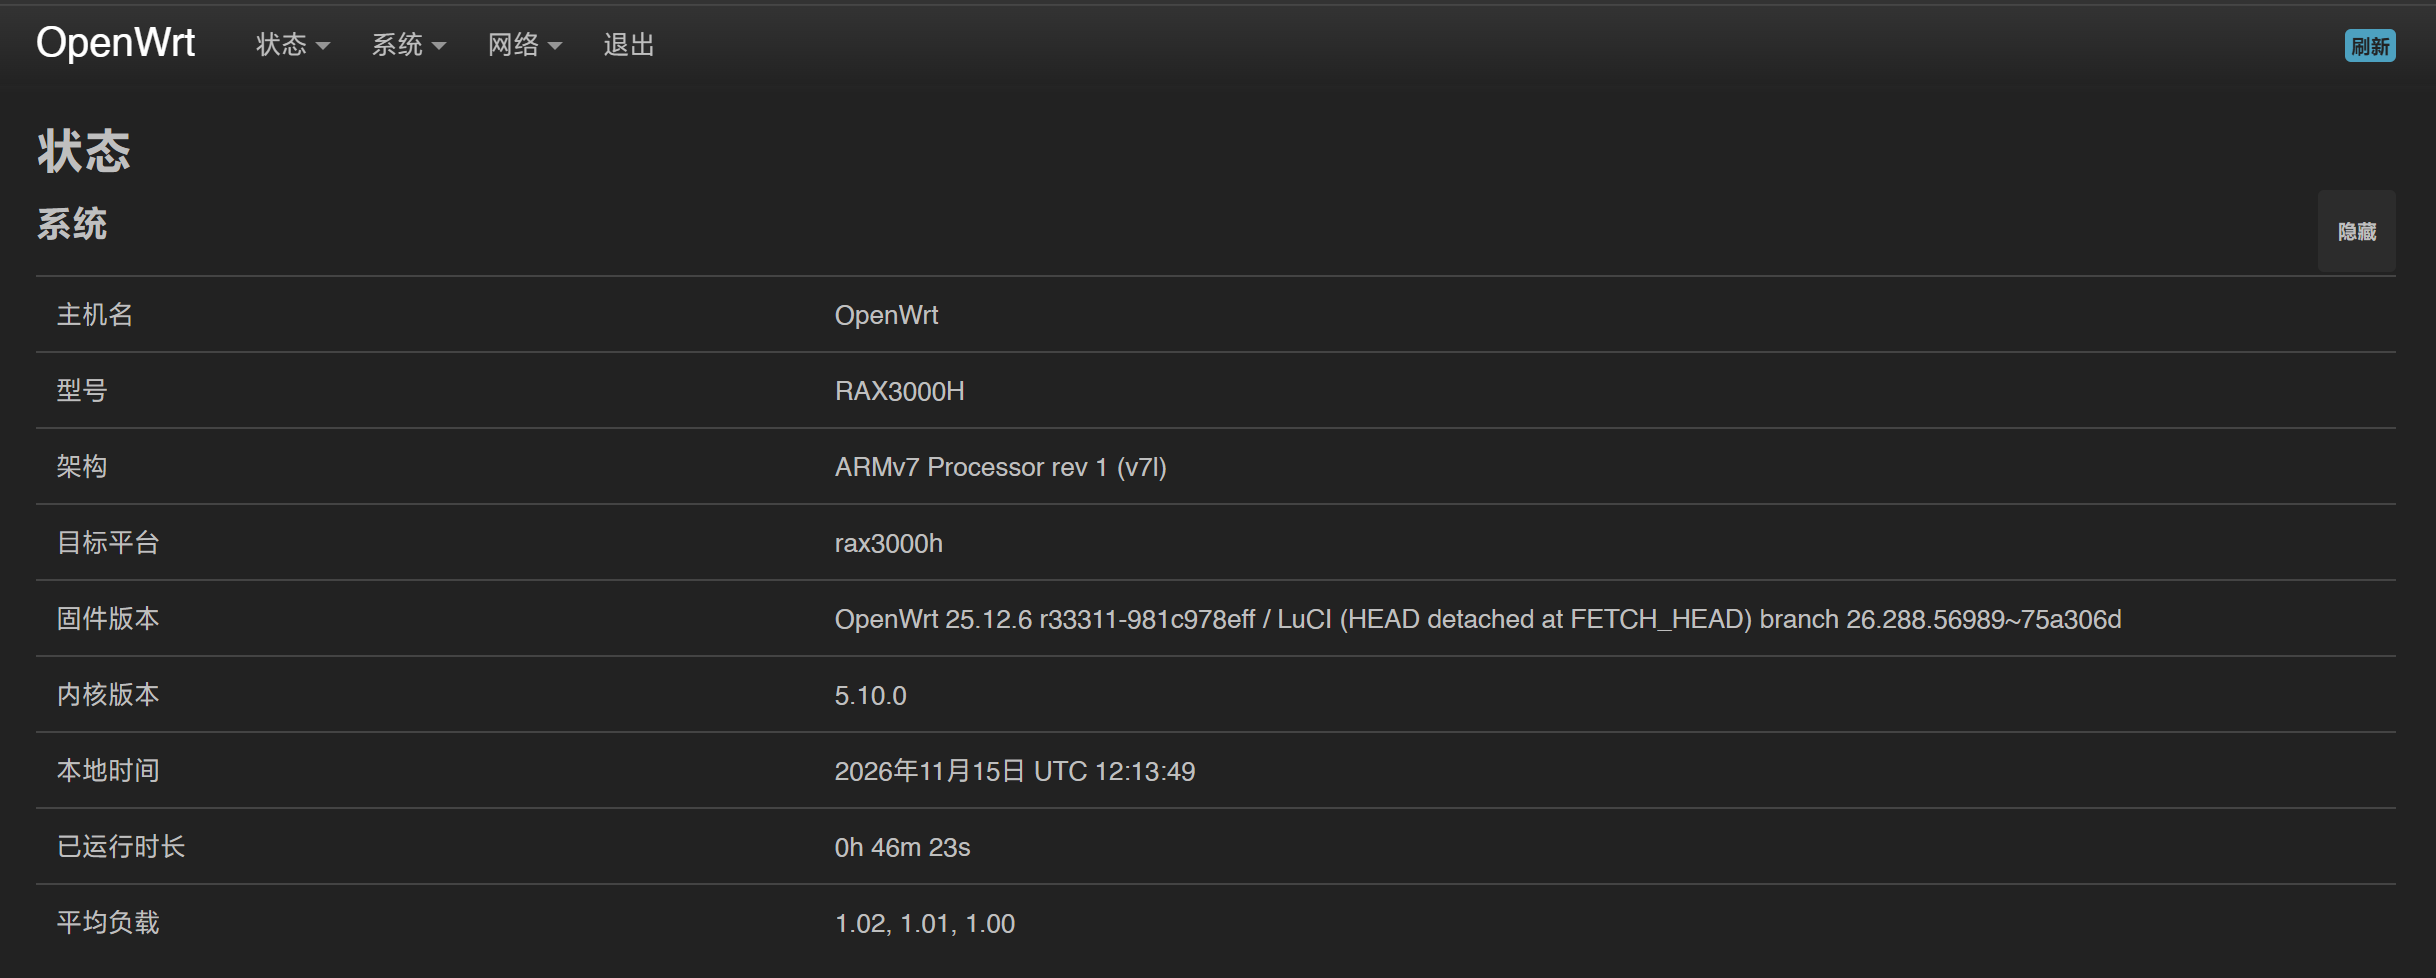 OpenWrt 状态 系统 网络 退出 刷新
状态
系统 隐藏
主机名 OpenWrt
型号 RAX3000H
架构 ARMv7 Processor rev 1 (v7l)
目标平台 rax3000h
固件版本 OpenWrt 25.12.6 r33311-981c978eff / LuCI (HEAD detached at FETCH_HEAD) branch 26.288.56989~75a306d
内核版本 5.10.0
本地时间 2026年11月15日 UTC 12:13:49
已运行时长 0h 46m 23s
平均负载 1.02, 1.01, 1.00